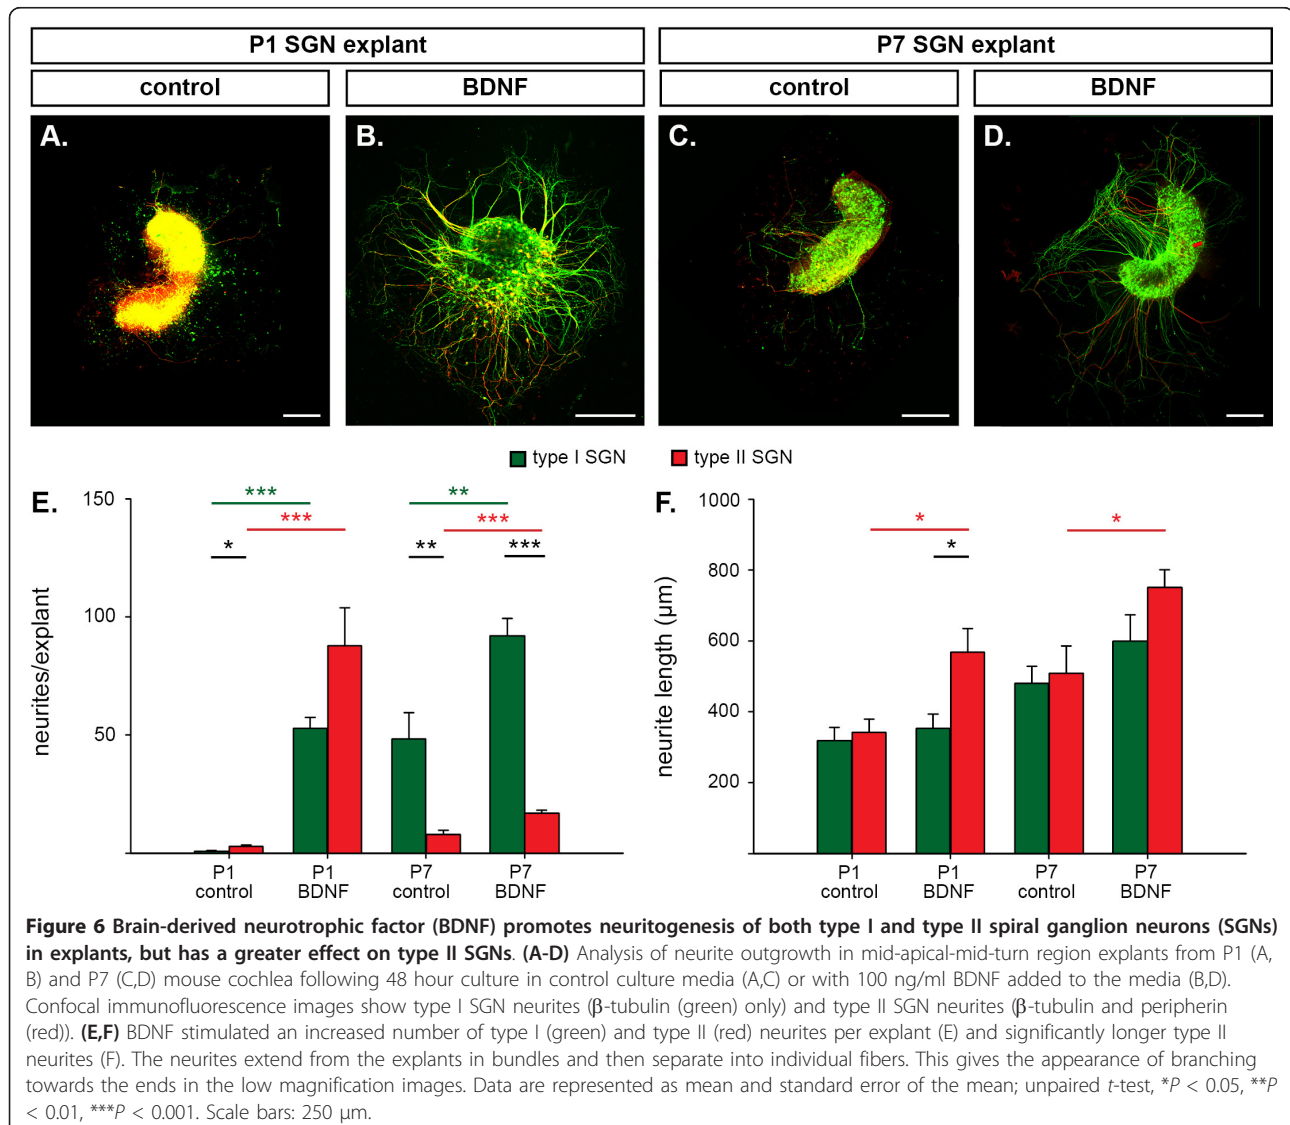 P1 SGN explant
P7 SGN explant
control
BDNF
control
BDNF
A.
B.
C.
D.
type I SGN
type II SGN
E.
150
100
50
neurites/explant
***
***
*
**
***
**
***
P1 control
P1 BDNF
P7 control
P7 BDNF
F.
1000
800
600
400
200
neurite length (µm)
*
*
*
P1 control
P1 BDNF
P7 control
P7 BDNF
Figure 6 Brain-derived neurotrophic factor (BDNF) promotes neuritogenesis of both type I and type II spiral ganglion neurons (SGNs)
in explants, but has a greater effect on type II SGNs. (A-D) Analysis of neurite outgrowth in mid-apical-mid-turn region explants from P1 (A,
B) and P7 (C,D) mouse cochlea following 48 hour culture in control culture media (A,C) or with 100 ng/ml BDNF added to the media (B,D).
Confocal immunofluorescence images show type I SGN neurites (β-tubulin (green) only) and type II SGN neurites (β-tubulin and peripherin
(red)). (E,F) BDNF stimulated an increased number of type I (green) and type II (red) neurites per explant (E) and significantly longer type II
neurites (F). The neurites extend from the explants in bundles and then separate into individual fibers. This gives the appearance of branching
towards the ends in the low magnification images. Data are represented as mean and standard error of the mean; unpaired t-test, *P < 0.05, **P
< 0.01, ***P < 0.001. Scale bars: 250 µm.